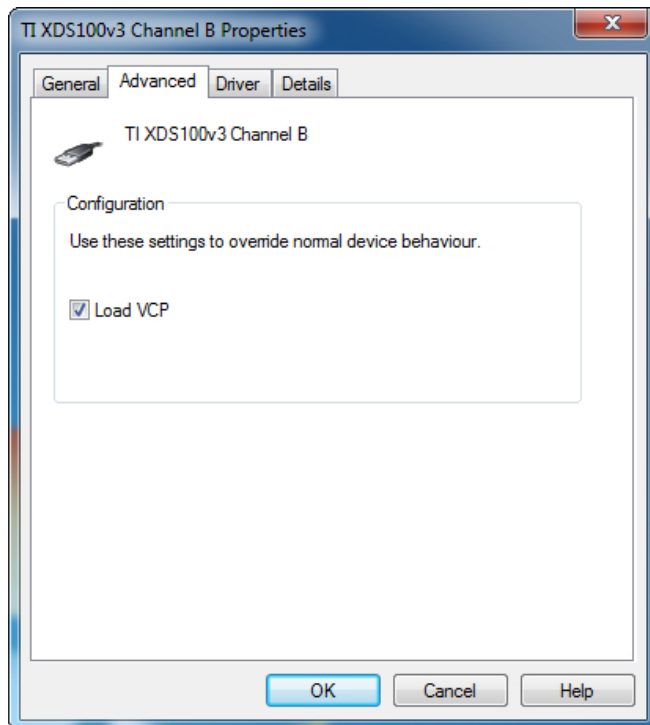 TI XDS100v3 Channel B Properties
General Advanced Driver Details
TI XDS100v3 Channel B
Configuration
Use these settings to override normal device behaviour.
Load VCP
OK Cancel Help